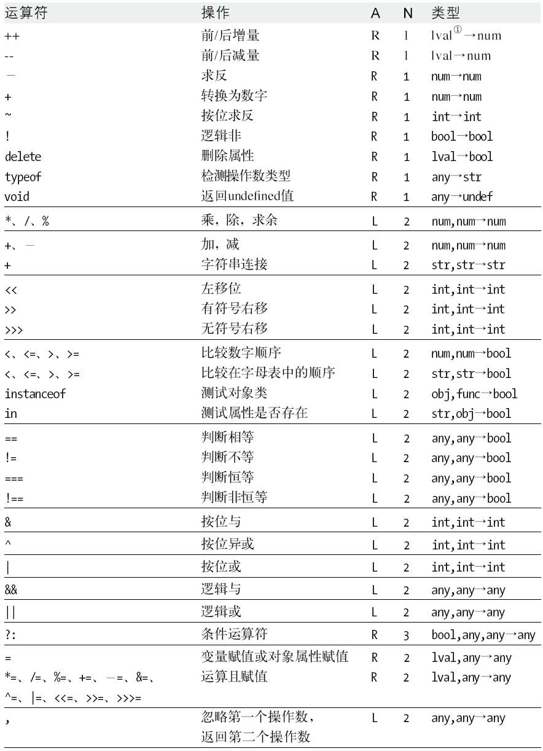 运算符 操作 A N 类型
++ 前/后增量 R 1 lval①→num
-- 前/后减量 R 1 lval→num
－ 求反 R 1 num→num
+ 转换为数字 R 1 num→num
~ 按位求反 R 1 int→int
! 逻辑非 R 1 bool→bool
delete 删除属性 R 1 lval→bool
typeof 检测操作数类型 R 1 any→str
void 返回undefined值 R 1 any→undef
*、/、% 乘，除，求余 L 2 num,num→num
+、－ 加，减 L 2 num,num→num
+ 字符串连接 L 2 str,str→str
<< 左移位 L 2 int,int→int
>> 有符号右移 L 2 int,int→int
>>> 无符号右移 L 2 int,int→int
<、<=、>、>= 比较数字顺序 L 2 num,num→bool
<、<=、>、>= 比较在字母表中的顺序 L 2 str,str→bool
instanceof 测试对象类 L 2 obj,func→bool
in 测试属性是否存在 L 2 str,obj→bool
== 判断相等 L 2 any,any→bool
!= 判断不等 L 2 any,any→bool
=== 判断恒等 L 2 any,any→bool
!== 判断非恒等 L 2 any,any→bool
& 按位与 L 2 int,int→int
^ 按位异或 L 2 int,int→int
| 按位或 L 2 int,int→int
&& 逻辑与 L 2 any,any→any
|| 逻辑或 L 2 any,any→any
?: 条件运算符 R 3 bool,any,any→any
= 变量赋值或对象属性赋值 R 2 lval,any→any
*=、/=、%=、+=、－=、&=、 运算且赋值 R 2 lval,any→any
^=、|=、<<=、>>=、>>>=
, 忽略第一个操作数， L 2 any,any→any
返回第二个操作数